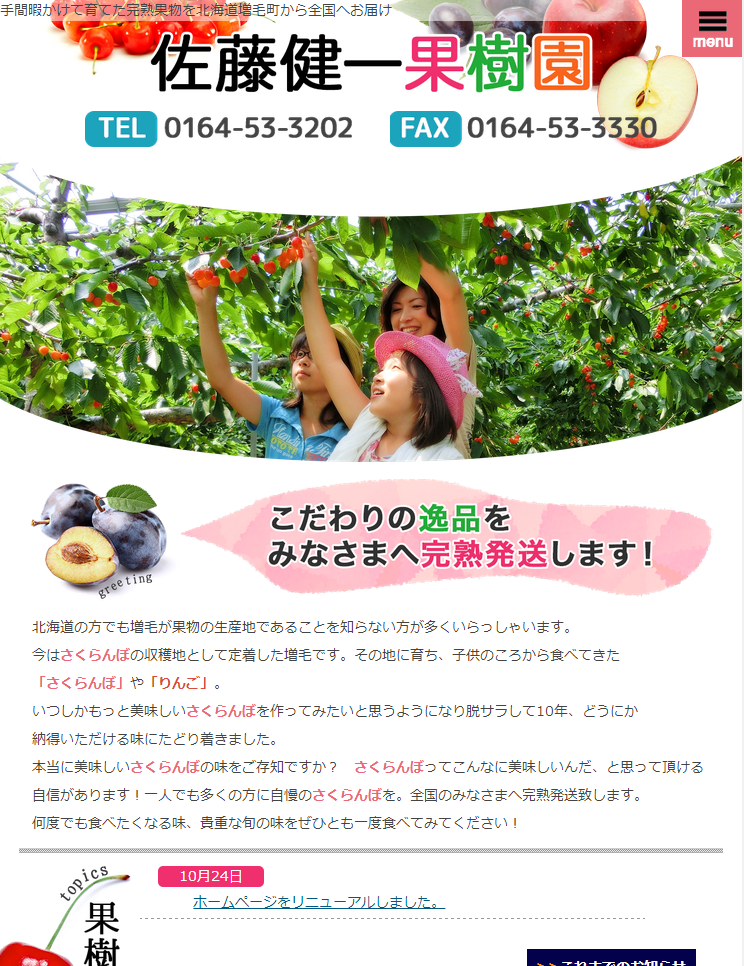 手間暇かけて育てた完熟果物を北海道増毛町から全国へお届け
menu
佐藤健一果樹園
TEL 0164-53-3202 FAX 0164-53-3330
こだわりの逸品を
みなさまへ完熟発送します！
greeting
北海道の方でも増毛が果物の生産地であることを知らない方が多くいらっしゃいます。
今はさくらんぼの収穫地として定着した増毛です。その地に育ち、子供のころから食べてきた
「さくらんぼ」や「りんご」。
いつしかもっと美味しいさくらんぼを作ってみたいと思うようになり脱サラして10年、どうにか
納得いただける味にたどり着きました。
本当に美味しいさくらんぼの味をご存知ですか？　さくらんぼってこんなに美味しいんだ、と思って頂ける
自信があります！一人でも多くの方に自慢のさくらんぼを。全国のみなさまへ完熟発送致します。
何度でも食べたくなる味、貴重な旬の味をぜひとも一度食べてみてください！
topics
果樹
10月24日
ホームページをリニューアルしました。
>> これまでのお知らせ